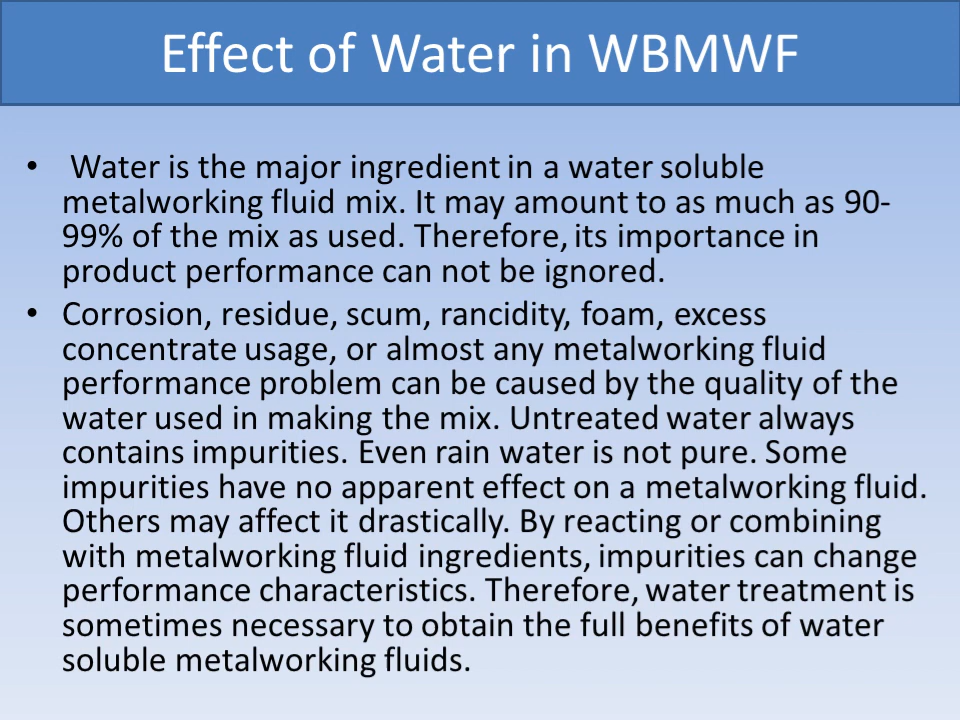 Effect of Water in WBMWF
• Water is the major ingredient in a water soluble
metalworking fluid mix. It may amount to as much as 90-
99% of the mix as used. Therefore, its importance in
product performance can not be ignored.
• Corrosion, residue, scum, rancidity, foam, excess
concentrate usage, or almost any metalworking fluid
performance problem can be caused by the quality of the
water used in making the mix. Untreated water always
contains impurities. Even rain water is not pure. Some
impurities have no apparent effect on a metalworking fluid.
Others may affect it drastically. By reacting or combining
with metalworking fluid ingredients, impurities can change
performance characteristics. Therefore, water treatment is
sometimes necessary to obtain the full benefits of water
soluble metalworking fluids.